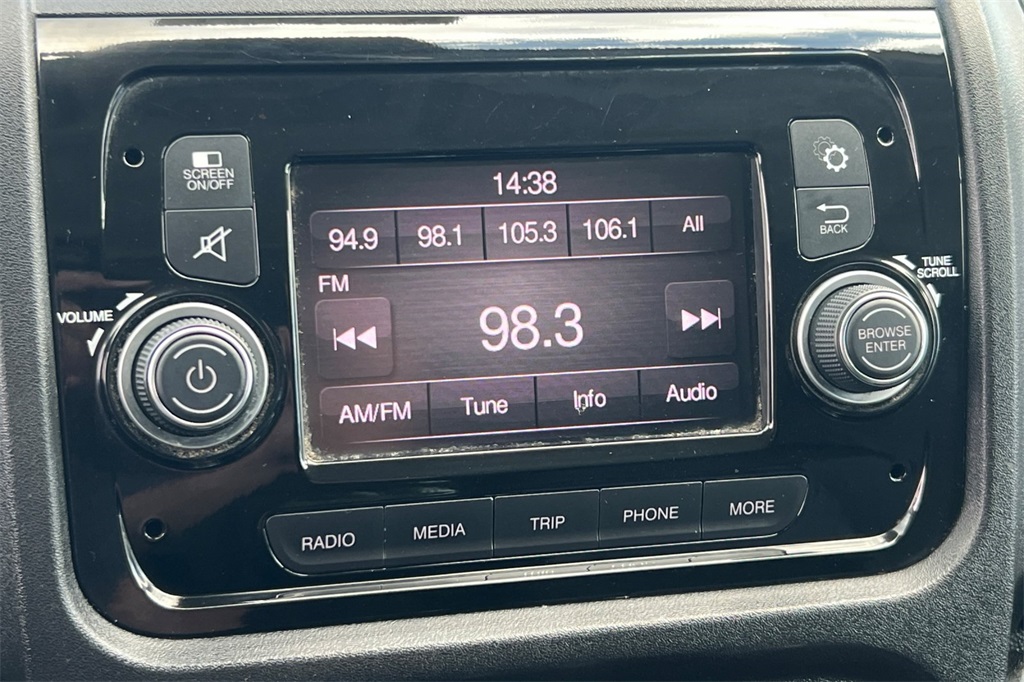 SCREEN
ON/OFF
14:38
94.9 98.1 105.3 106.1 All
BACK
FM
TUNE
SCROLL
VOLUME
98.3
BROWSE
ENTER
AM/FM Tune Info Audio
RADIO MEDIA TRIP PHONE MORE